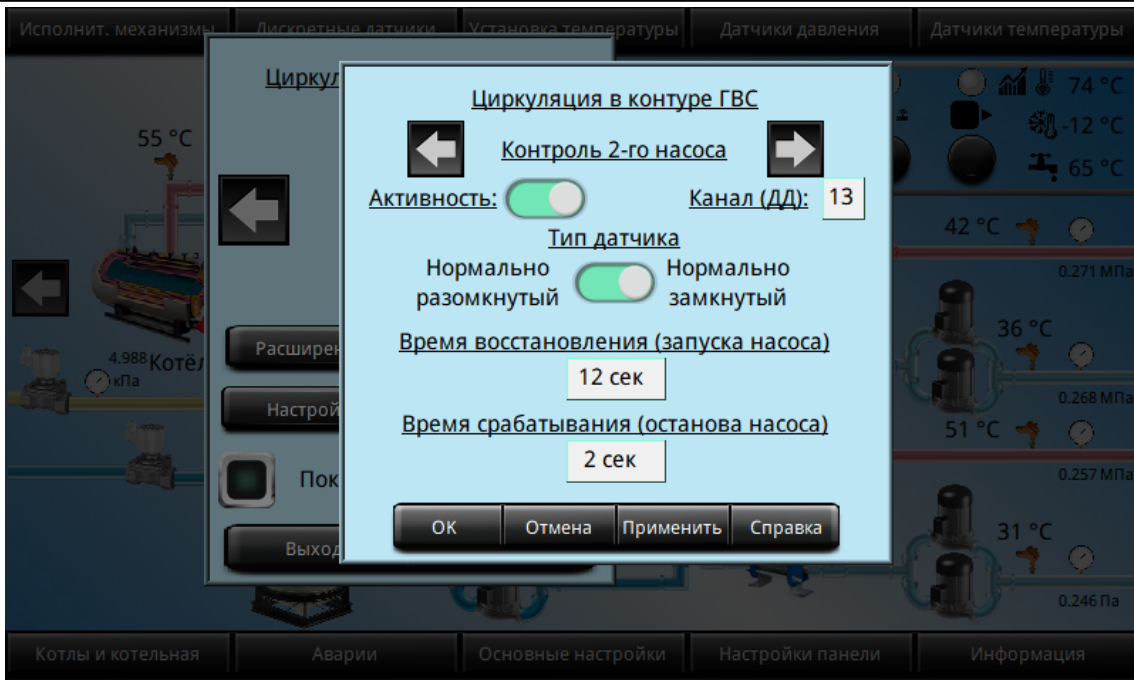 Исполнит. механизмы Дискретные датчики Установка температуры Датчики давления Датчики температуры
Циркул
Циркуляция в контуре ГВС
Контроль 2-го насоса
Активность: Канал (ДД): 13
Тип датчика
Нормально разомкнутый
Нормально замкнутый
Время восстановления (запуска насоса)
12 сек
Время срабатывания (останова насоса)
2 сек
ОК Отмена Применить Справка
Расширен
Настрой
Пок
Выход
55 °C
4.988 Котёл
кПа
74 °C
-12 °C
65 °C
42 °C
0.271 МПа
36 °C
0.268 МПа
51 °C
0.257 МПа
31 °C
0.246 Па
Котлы и котельная Аварии Основные настройки Настройки панели Информация